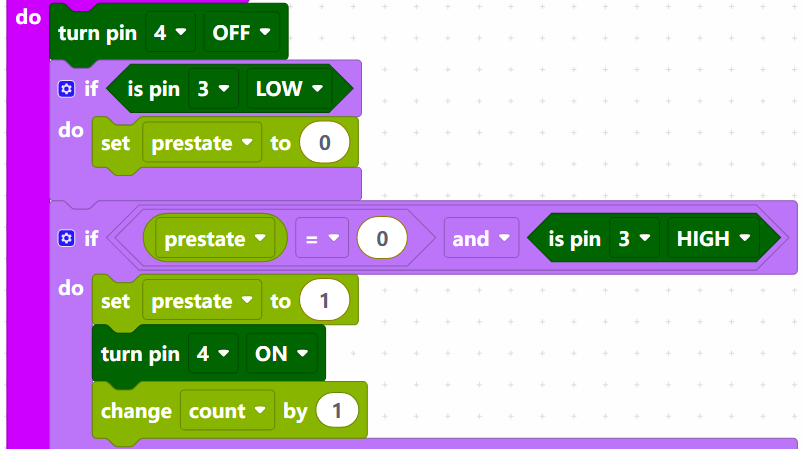 do
turn pin 4 OFF
if is pin 3 LOW
do set prestate to 0
if prestate = 0 and is pin 3 HIGH
do set prestate to 1
turn pin 4 ON
change count by 1